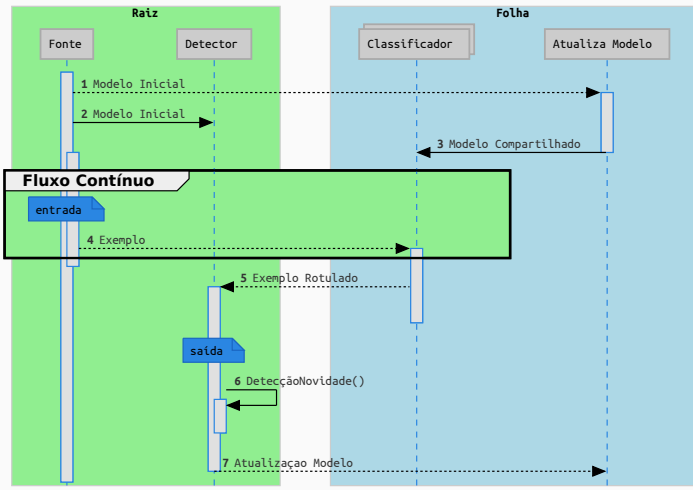 Raiz
Folha
Fonte
Detector
Classificador
Atualiza Modelo
1 Modelo Inicial
2 Modelo Inicial
3 Modelo Compartilhado
Fluxo Contínuo
entrada
4 Exemplo
5 Exemplo Rotulado
saída
6 DetecçãoNovidade()
7 Atualizaçao Modelo